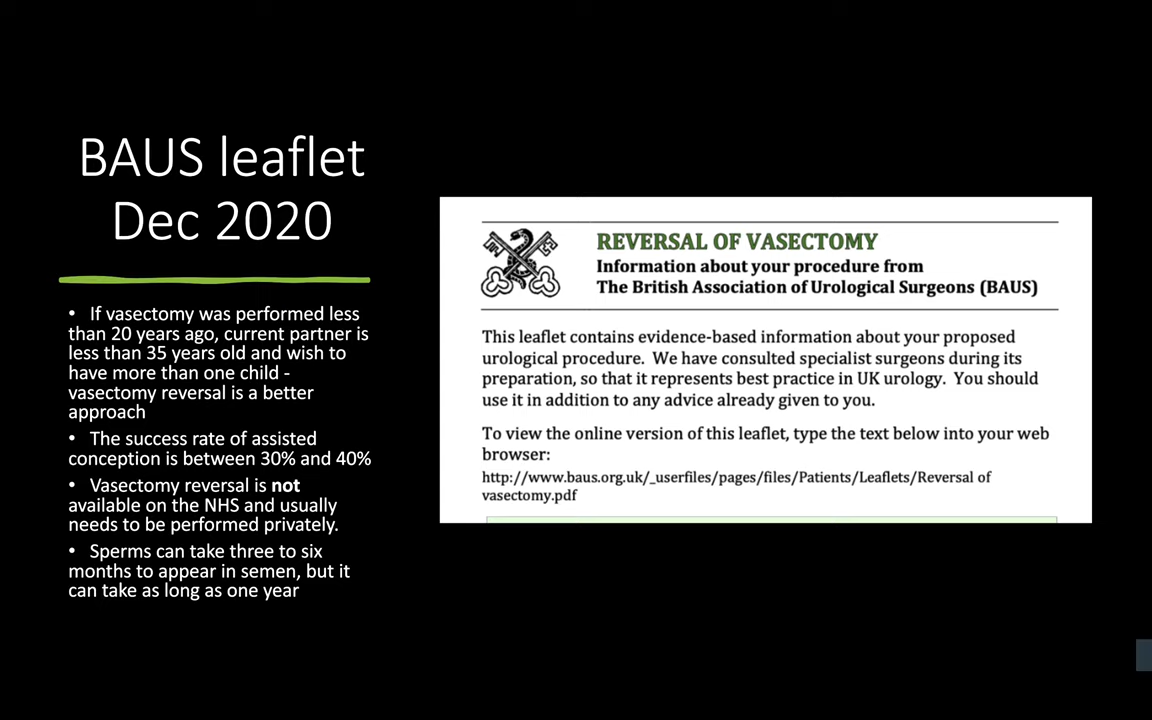 BAUS leaflet
Dec 2020
• If vasectomy was performed less
than 20 years ago, current partner is
less than 35 years old and wish to
have more than one child -
vasectomy reversal is a better
approach
• The success rate of assisted
conception is between 30% and 40%
• Vasectomy reversal is not
available on the NHS and usually
needs to be performed privately.
• Sperms can take three to six
months to appear in semen, but it
can take as long as one year
REVERSAL OF VASECTOMY
Information about your procedure from
The British Association of Urological Surgeons (BAUS)
This leaflet contains evidence-based information about your proposed
urological procedure. We have consulted specialist surgeons during its
preparation, so that it represents best practice in UK urology. You should
use it in addition to any advice already given to you.
To view the online version of this leaflet, type the text below into your web
browser:
http://www.baus.org.uk/_userfiles/pages/files/Patients/Leaflets/Reversal of
vasectomy.pdf